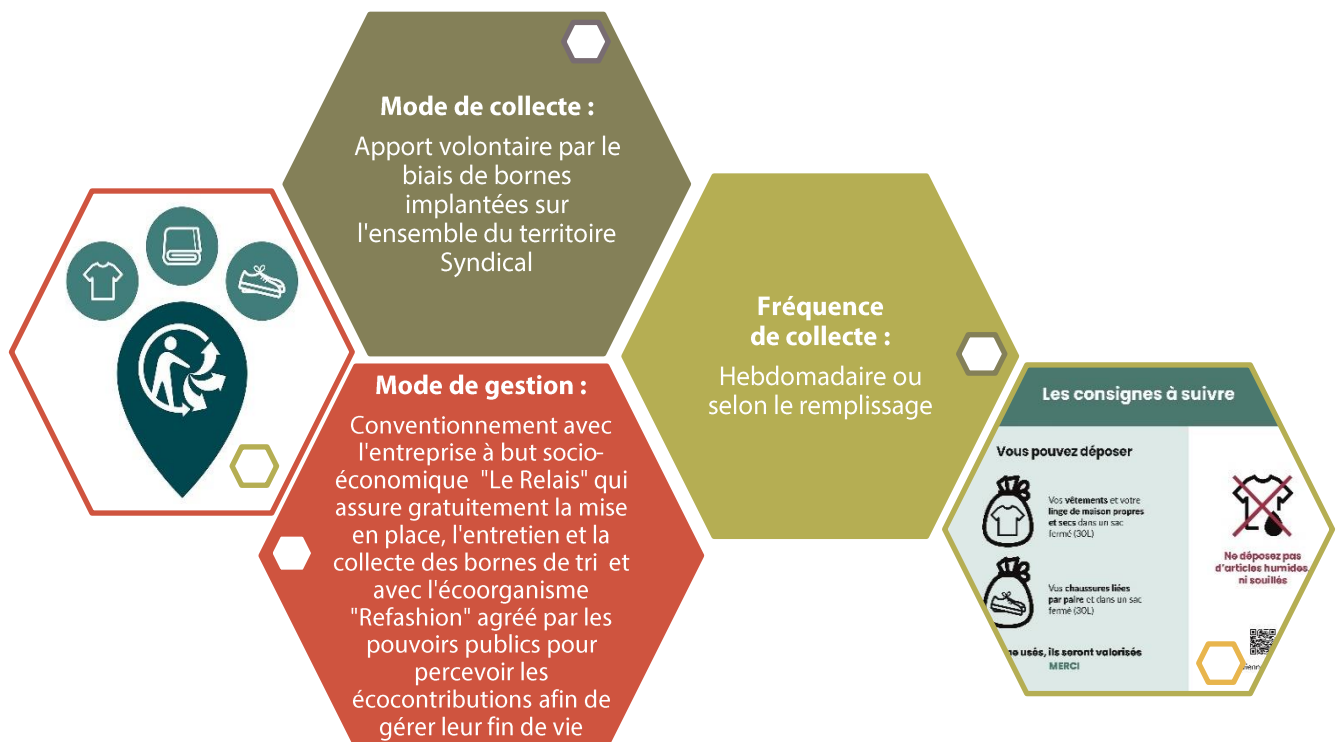 Mode de collecte :
Apport volontaire par le
biais de bornes
implantées sur
l'ensemble du territoire
Syndical
Mode de gestion :
Conventionnement avec
l'entreprise à but socio-
économique "Le Relais" qui
assure gratuitement la mise
en place, l'entretien et la
collecte des bornes de tri et
avec l'écoorganisme
"Refashion" agréé par les
pouvoirs publics pour
percevoir les
écocontributions afin de
gérer leur fin de vie
Fréquence
de collecte :
Hebdomadaire ou
selon le remplissage
Les consignes à suivre
Vous pouvez déposer
Vos vêtements et votre
linge de maison propres
et secs dans un sac
fermé (30L)
Vos chaussures liées
par paire et dans un sac
fermé (30L)
usés, ils seront valorisés
MERCI
Ne déposez pas
d'articles humides
ni souillés